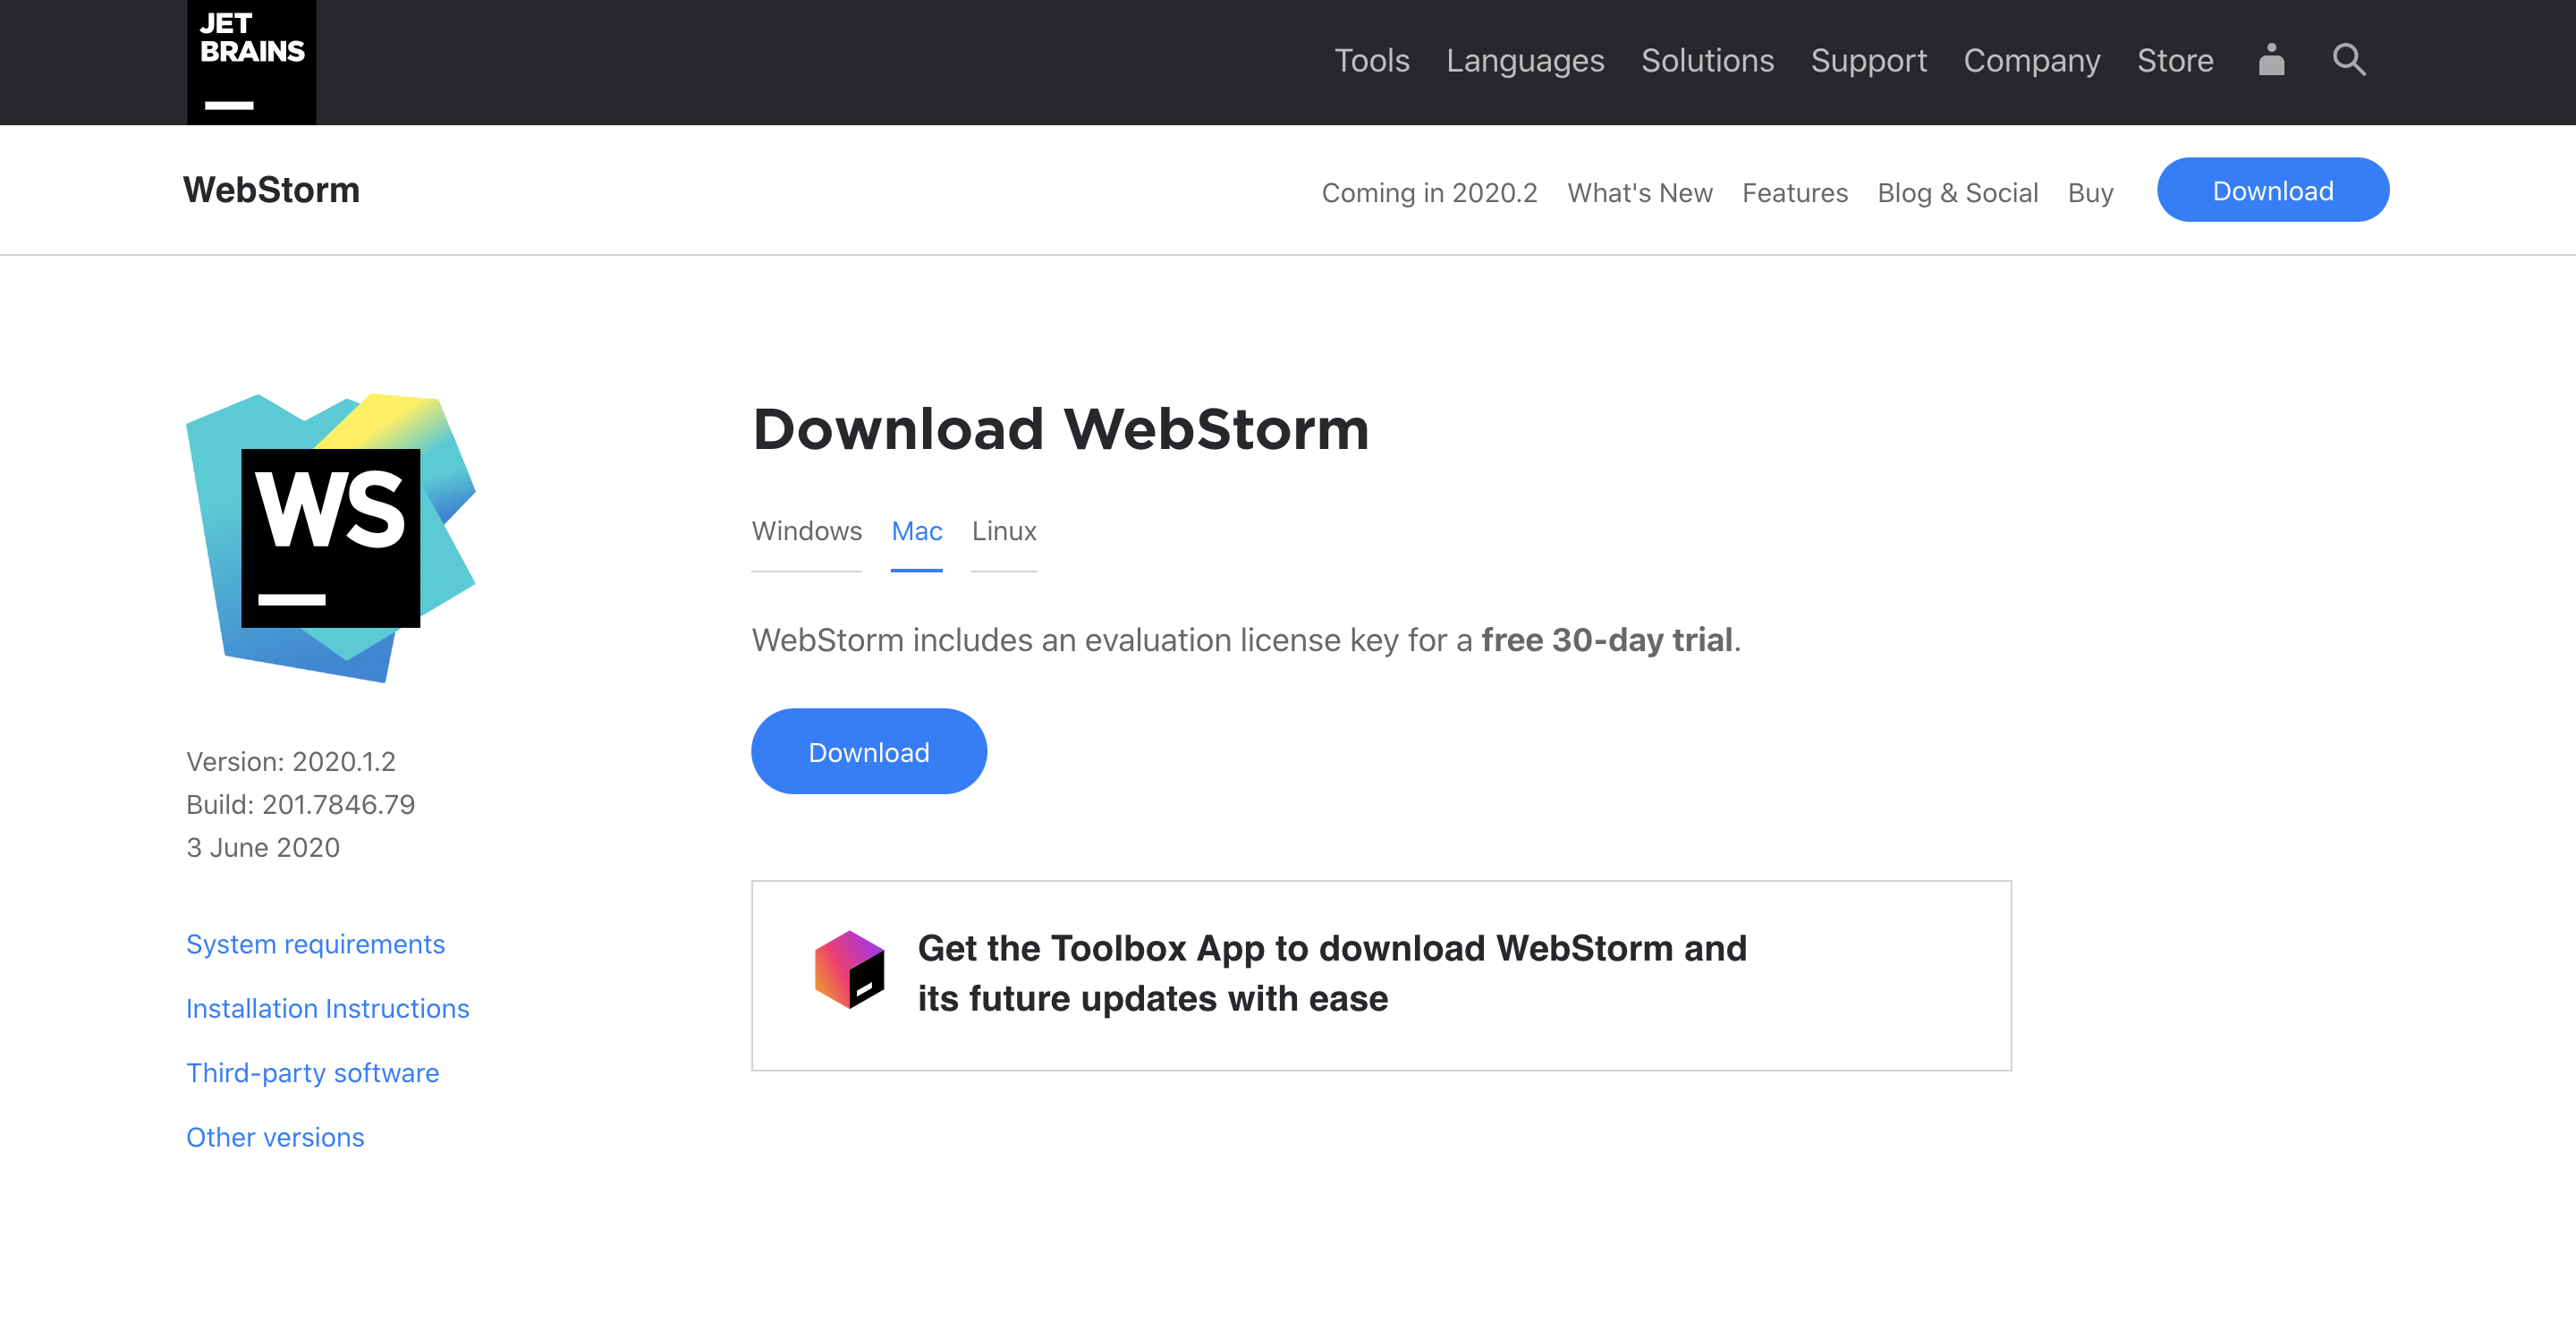 JET
BRAINS
Tools Languages Solutions Support Company Store
WebStorm
Coming in 2020.2 What's New Features Blog & Social Buy Download
WS
Version: 2020.1.2
Build: 201.7846.79
3 June 2020
System requirements
Installation Instructions
Third-party software
Other versions
Download WebStorm
Windows Mac Linux
WebStorm includes an evaluation license key for a free 30-day trial.
Download
Get the Toolbox App to download WebStorm and
its future updates with ease